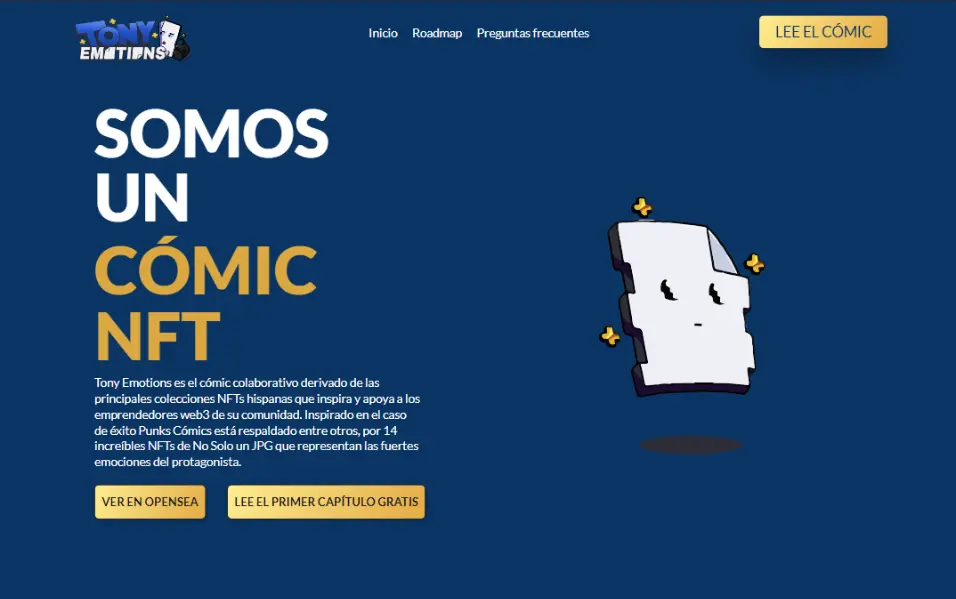 TONY
EMOTIONS
Inicio Roadmap Preguntas frecuentes
LEE EL CÓMIC
SOMOS
UN
CÓMIC
NFT
Tony Emotions es el cómic colaborativo derivado de las
principales colecciones NFTs hispanas que inspira y apoya a los
emprendedores web3 de su comunidad. Inspirado en el caso
de éxito Punks Cómics está respaldado entre otros, por 14
increíbles NFTs de No Solo un JPG que representan las fuertes
emociones del protagonista.
VER EN OPENSEA LEE EL PRIMER CAPÍTULO GRATIS